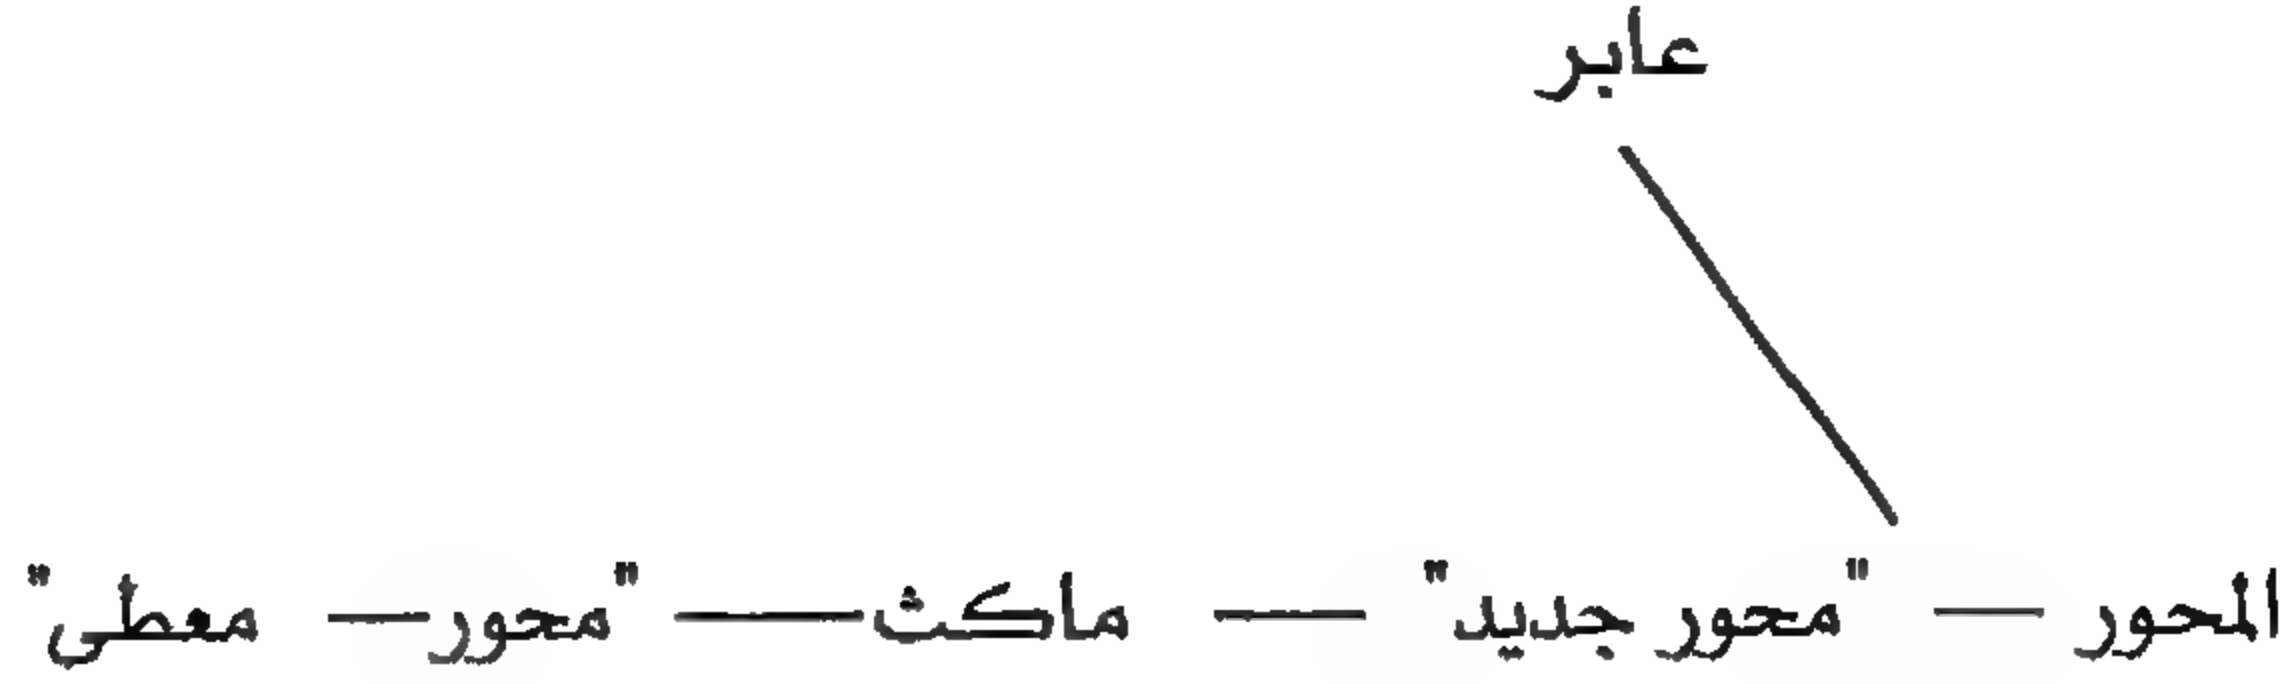 عابر
المحور — "محور جديد" — ماكث — "محور — معطى"